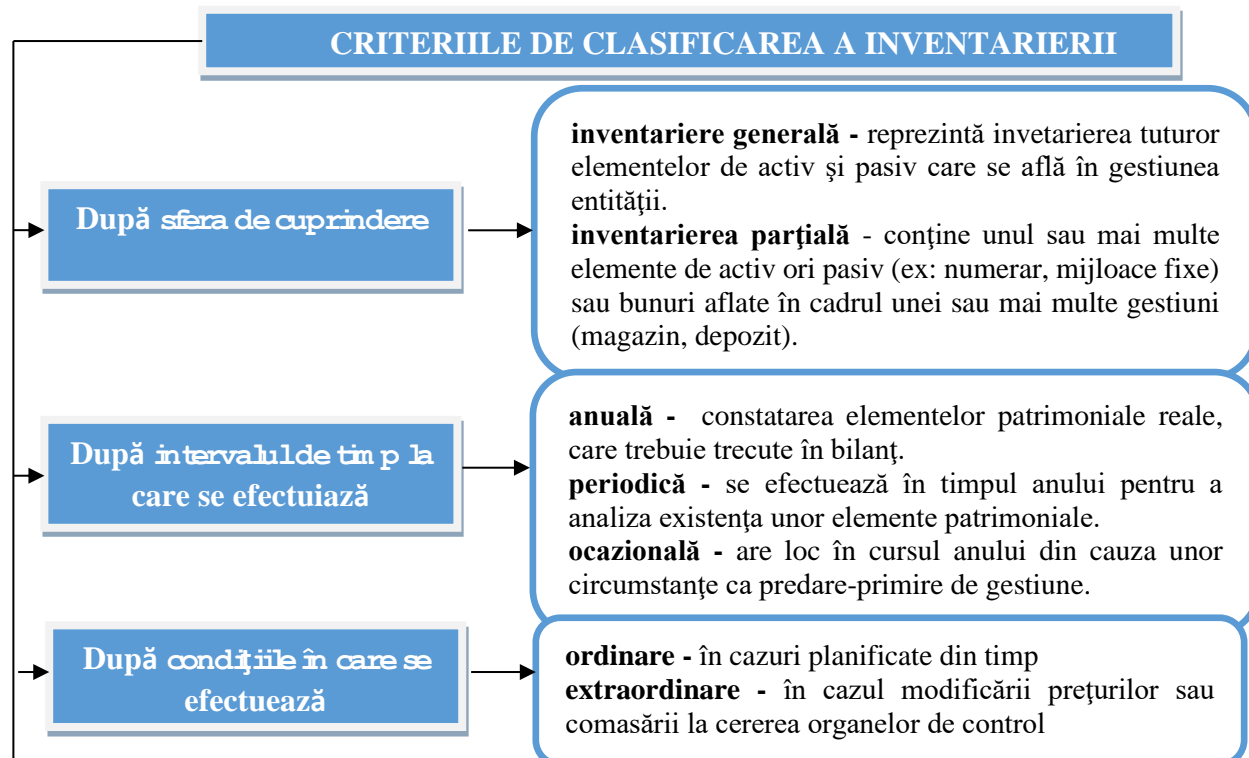 CRITERIILE DE CLASIFICAREA A INVENTARIERII
După sfera de cuprindere
inventariere generală - reprezintă invetarierea tuturor
elementelor de activ şi pasiv care se află în gestiunea
entităţii.
inventarierea parţială - conţine unul sau mai multe
elemente de activ ori pasiv (ex: numerar, mijloace fixe)
sau bunuri aflate în cadrul unei sau mai multe gestiuni
(magazin, depozit).
După intervalul de timp la
care se efectuiază
anuală - constatarea elementelor patrimoniale reale,
care trebuie trecute în bilanţ.
periodică - se efectuează în timpul anului pentru a
analiza existenţa unor elemente patrimoniale.
ocazională - are loc în cursul anului din cauza unor
circumstanţe ca predare-primire de gestiune.
După condiţiile în care se
efectuează
ordinare - în cazuri planificate din timp
extraordinare - în cazul modificării preţurilor sau
comasării la cererea organelor de control